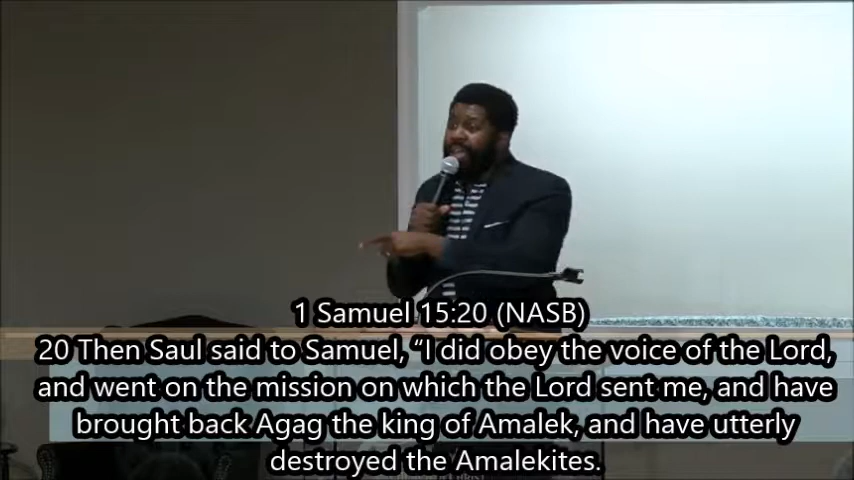 1 Samuel 15:20 (NASB)
20 Then Saul said to Samuel, “I did obey the voice of the Lord,
and went on the mission on which the Lord sent me, and have
brought back Agag the king of Amalek, and have utterly
destroyed the Amalekites.